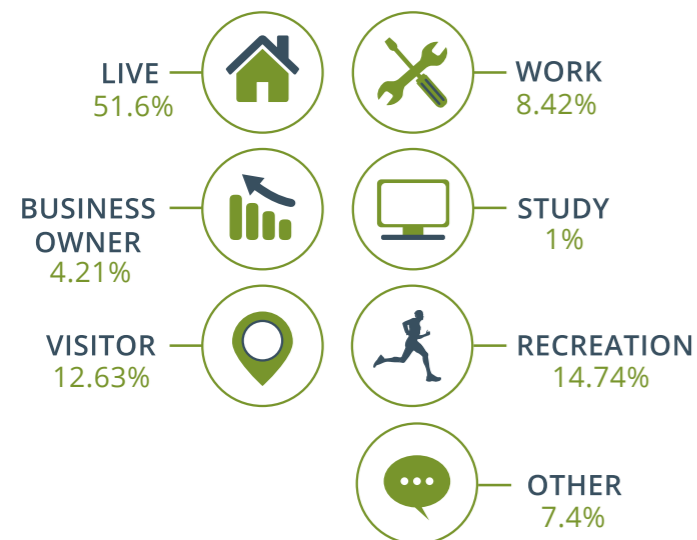 LIVE
51.6%
WORK
8.42%
BUSINESS
OWNER
4.21%
STUDY
1%
VISITOR
12.63%
RECREATION
14.74%
OTHER
7.4%